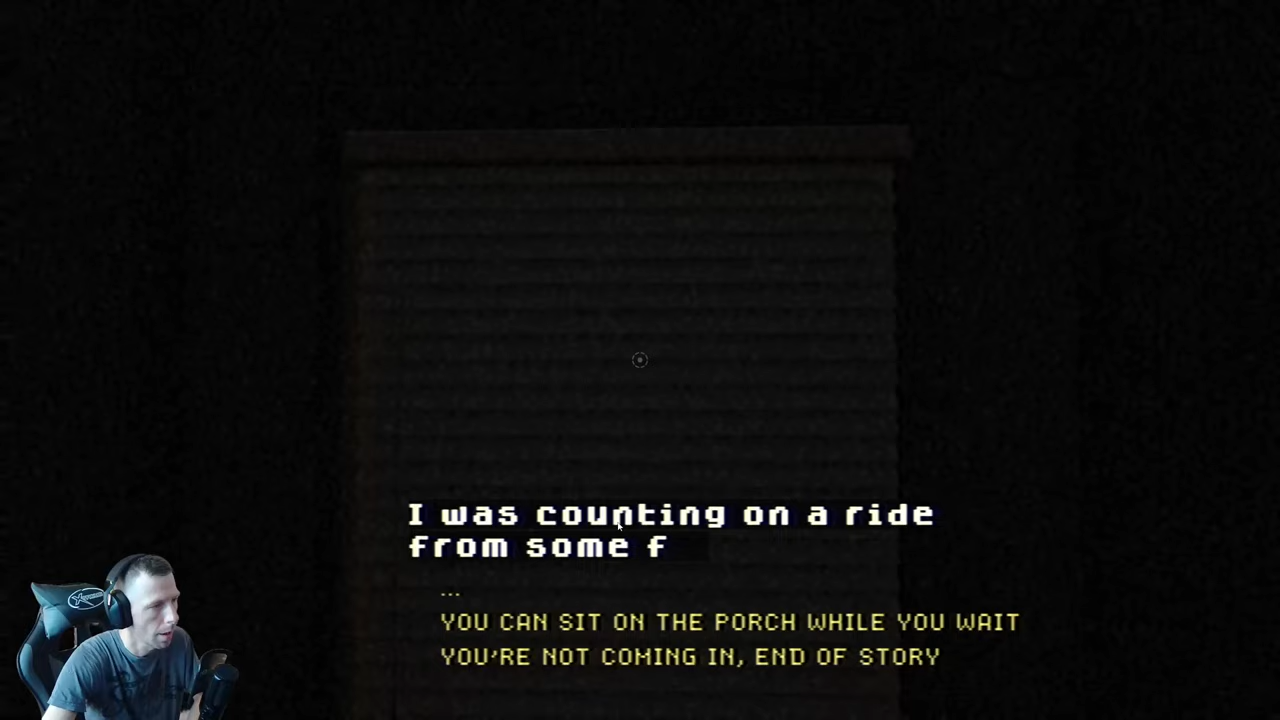 I was counting on a ride
from some f
...
YOU CAN SIT ON THE PORCH WHILE YOU WAIT
YOU'RE NOT COMING IN, END OF STORY